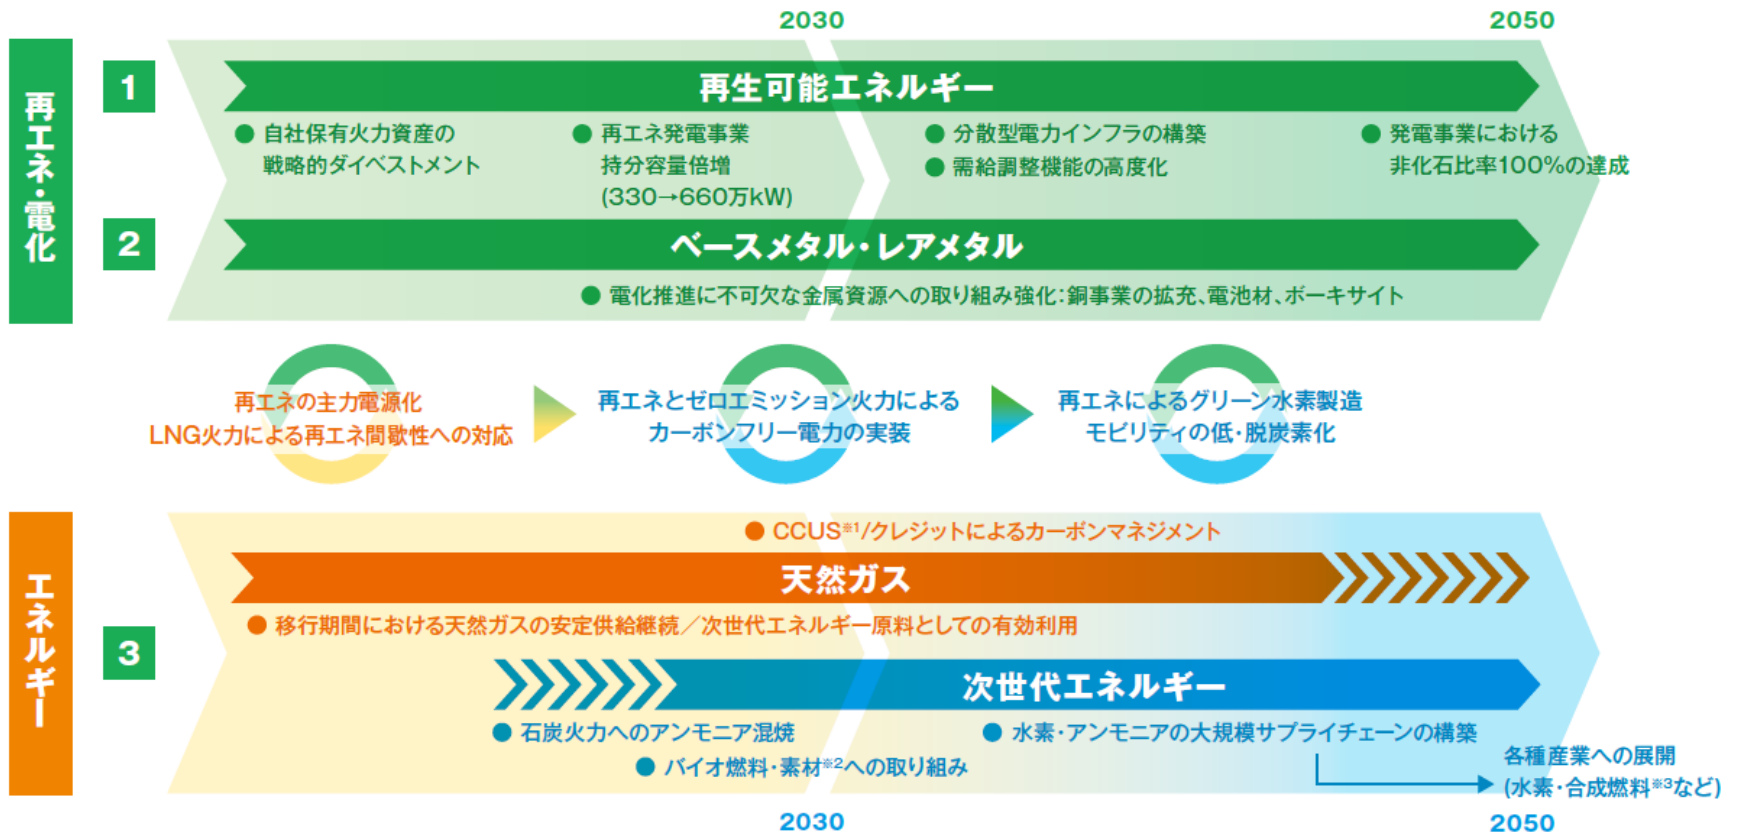 2030
2050
再エネ・電化
1
再生可能エネルギー
● 自社保有火力資産の
戦略的ダイベストメント
● 再エネ発電事業
持分容量倍増
(330→660万kW)
● 分散型電力インフラの構築
● 需給調整機能の高度化
● 発電事業における
非化石比率100%の達成
2
ベースメタル・レアメタル
● 電化推進に不可欠な金属資源への取り組み強化：銅事業の拡充、電池材、ボーキサイト
再エネの主力電源化
LNG火力による再エネ間歇性への対応
再エネとゼロエミッション火力による
カーボンフリー電力の実装
再エネによるグリーン水素製造
モビリティの低・脱炭素化
エネルギー
3
● CCUS※1/クレジットによるカーボンマネジメント
天然ガス
● 移行期間における天然ガスの安定供給継続／次世代エネルギー原料としての有効利用
次世代エネルギー
● 石炭火力へのアンモニア混焼
● バイオ燃料・素材※2への取り組み
● 水素・アンモニアの大規模サプライチェーンの構築
各種産業への展開
(水素・合成燃料※3など)
2030
2050